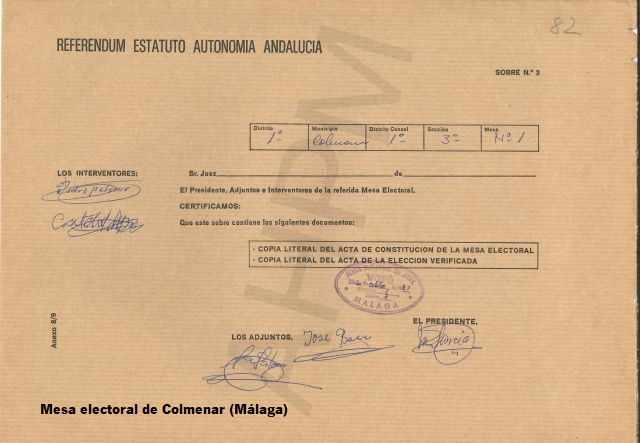 82
REFERENDUM ESTATUTO AUTONOMIA ANDALUCIA
SOBRE N.º 3
Distrito Municipio Distrito Censal Sección Mesa
1º Colmenar 1º 3ª Nº 1
LOS INTERVENTORES:
Sr. Juez de
El Presidente, Adjuntos e Interventores de la referida Mesa Electoral.
CERTIFICAMOS:
Que este sobre contiene los siguientes documentos:
- COPIA LITERAL DEL ACTA DE CONSTITUCION DE LA MESA ELECTORAL
- COPIA LITERAL DEL ACTA DE LA ELECCION VERIFICADA
MALAGA
EL PRESIDENTE,
LOS ADJUNTOS,
Jose
García
Anexo 8/9
AHPM
Mesa electoral de Colmenar (Málaga)